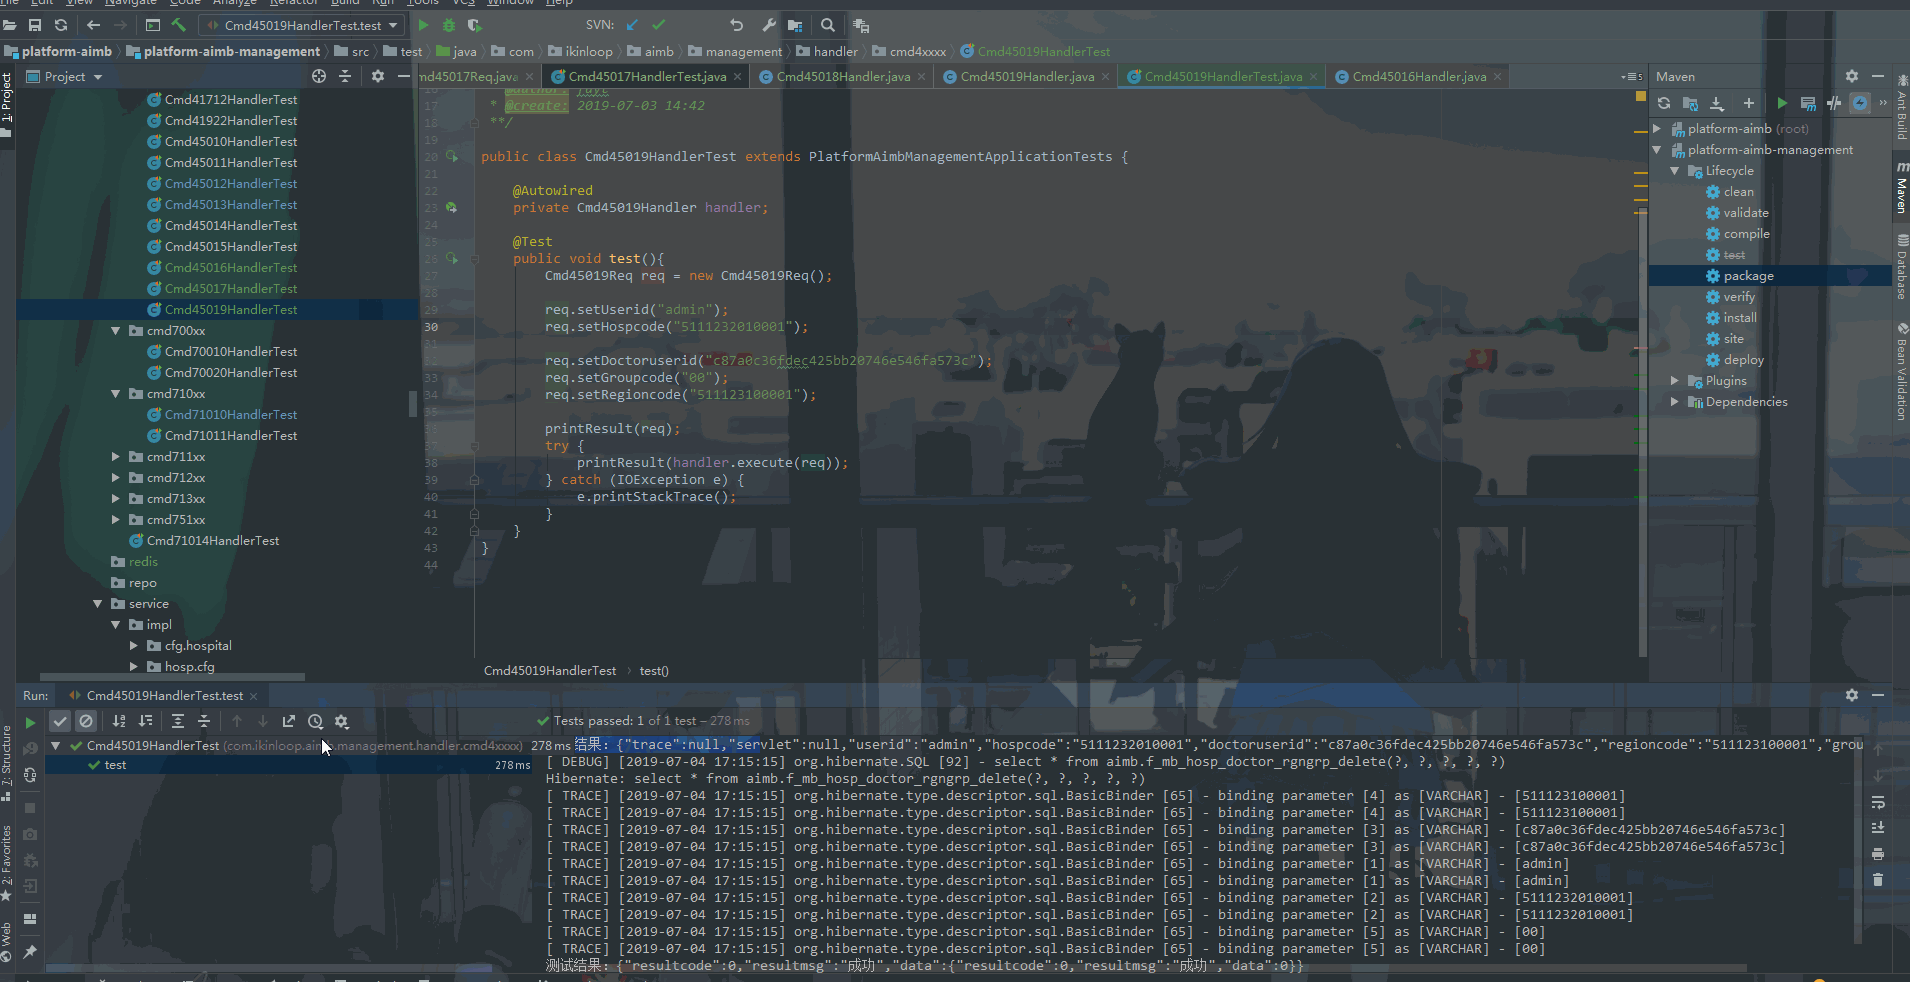 File Edit View Navigate Code Analyze Refactor Build Run Tools VCS Window Help
Cmd45019HandlerTest.test
SVN:
platform-aimb platform-aimb-management src test java com ikinloop aimb management handler cmd4xxxx Cmd45019HandlerTest
1: Project
Project
Cmd41712HandlerTest
Cmd41922HandlerTest
Cmd45010HandlerTest
Cmd45011HandlerTest
Cmd45012HandlerTest
Cmd45013HandlerTest
Cmd45014HandlerTest
Cmd45015HandlerTest
Cmd45016HandlerTest
Cmd45017HandlerTest
Cmd45019HandlerTest
cmd700xx
Cmd70010HandlerTest
Cmd70020HandlerTest
cmd710xx
Cmd71010HandlerTest
Cmd71011HandlerTest
cmd711xx
cmd712xx
cmd713xx
cmd751xx
Cmd71014HandlerTest
redis
repo
service
impl
cfg.hospital
hosp.cfg
md45017Req.java Cmd45017HandlerTest.java Cmd45018Handler.java Cmd45019Handler.java Cmd45019HandlerTest.java Cmd45016Handler.java
5
16 * @author:
17 * @create: 2019-07-03 14:42
18 **/
19
20 public class Cmd45019HandlerTest extends PlatformAimbManagementApplicationTests {
21
22 @Autowired
23 private Cmd45019Handler handler;
24
25 @Test
26 public void test(){
27 Cmd45019Req req = new Cmd45019Req();
28
29 req.setUserid("admin");
30 req.setHospcode("5111232010001");
31
32 req.setDoctoruserid("c87a0c36fdec425bb20746e546fa573c");
33 req.setGroupcode("00");
34 req.setRegioncode("511123100001");
35
36 printResult(req);
37 try {
38 printResult(handler.execute(req));
39 } catch (IOException e) {
40 e.printStackTrace();
41 }
42 }
43 }
44
Cmd45019HandlerTest test()
Maven
platform-aimb (root)
platform-aimb-management
Lifecycle
clean
validate
compile
test
package
verify
install
site
deploy
Plugins
Dependencies
Ant Build
Maven
Database
Bean Validation
Run: Cmd45019HandlerTest.test
Tests passed: 1 of 1 test – 278 ms
Cmd45019HandlerTest (com.ikinloop.aim .management.handler.cmd4xxxx) 278 ms
test 278 ms
7: Structure
2: Favorites
Web
结果: {"trace":null,"servlet":null,"userid":"admin","hospcode":"5111232010001","doctoruserid":"c87a0c36fdec425bb20746e546fa573c","regioncode":"511123100001","grou
[ DEBUG] [2019-07-04 17:15:15] org.hibernate.SQL [92] - select * from aimb.f_mb_hosp_doctor_rgngrp_delete(?, ?, ?, ?, ?)
Hibernate: select * from aimb.f_mb_hosp_doctor_rgngrp_delete(?, ?, ?, ?, ?)
[ TRACE] [2019-07-04 17:15:15] org.hibernate.type.descriptor.sql.BasicBinder [65] - binding parameter [4] as [VARCHAR] - [511123100001]
[ TRACE] [2019-07-04 17:15:15] org.hibernate.type.descriptor.sql.BasicBinder [65] - binding parameter [4] as [VARCHAR] - [511123100001]
[ TRACE] [2019-07-04 17:15:15] org.hibernate.type.descriptor.sql.BasicBinder [65] - binding parameter [3] as [VARCHAR] - [c87a0c36fdec425bb20746e546fa573c]
[ TRACE] [2019-07-04 17:15:15] org.hibernate.type.descriptor.sql.BasicBinder [65] - binding parameter [3] as [VARCHAR] - [c87a0c36fdec425bb20746e546fa573c]
[ TRACE] [2019-07-04 17:15:15] org.hibernate.type.descriptor.sql.BasicBinder [65] - binding parameter [1] as [VARCHAR] - [admin]
[ TRACE] [2019-07-04 17:15:15] org.hibernate.type.descriptor.sql.BasicBinder [65] - binding parameter [1] as [VARCHAR] - [admin]
[ TRACE] [2019-07-04 17:15:15] org.hibernate.type.descriptor.sql.BasicBinder [65] - binding parameter [2] as [VARCHAR] - [5111232010001]
[ TRACE] [2019-07-04 17:15:15] org.hibernate.type.descriptor.sql.BasicBinder [65] - binding parameter [2] as [VARCHAR] - [5111232010001]
[ TRACE] [2019-07-04 17:15:15] org.hibernate.type.descriptor.sql.BasicBinder [65] - binding parameter [5] as [VARCHAR] - [00]
[ TRACE] [2019-07-04 17:15:15] org.hibernate.type.descriptor.sql.BasicBinder [65] - binding parameter [5] as [VARCHAR] - [00]
测试结果: {"resultcode":0,"resultmsg":"成功","data":{"resultcode":0,"resultmsg":"成功","data":0}}